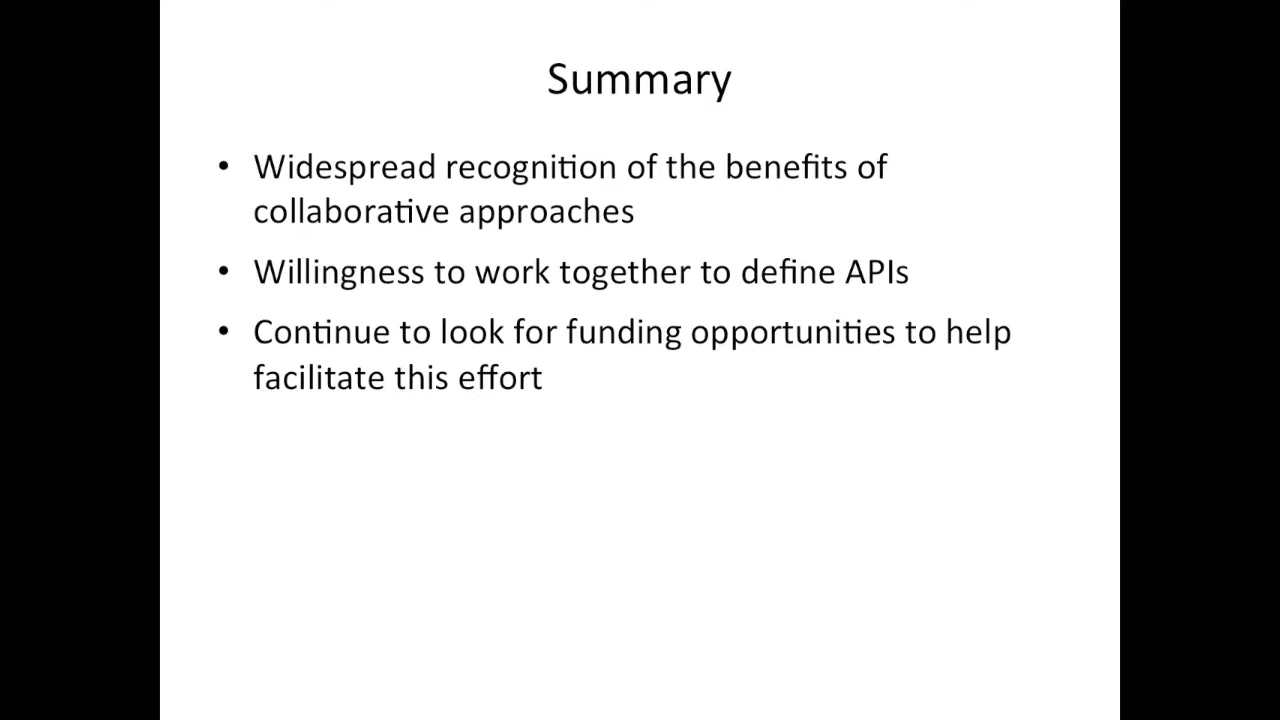 Summary
• Widespread recognition of the benefits of
collaborative approaches
• Willingness to work together to define APIs
• Continue to look for funding opportunities to help
facilitate this effort